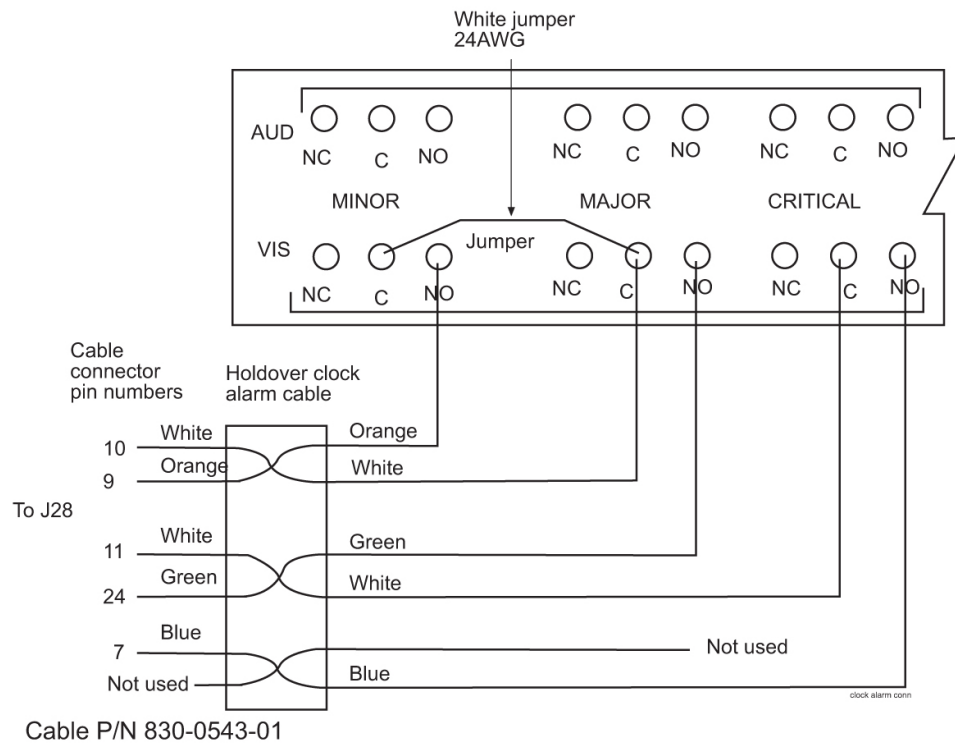 White jumper
24AWG
AUD
NC C NO NC C NO NC C NO
MINOR MAJOR CRITICAL
VIS Jumper
NC C NO NC C NO NC C NO
Cable
connector
pin numbers
Holdover clock
alarm cable
10 White Orange
9 Orange White
To J28
11 White Green
24 Green White
7 Blue Not used
Not used Blue
clock alarm conn
Cable P/N 830-0543-01